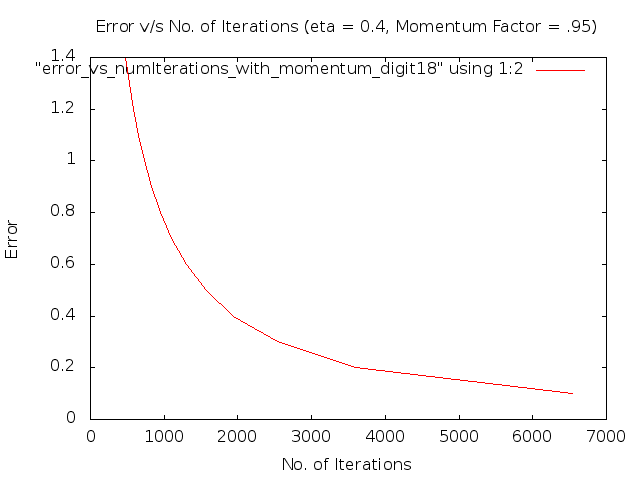 Error v/s No. of Iterations (eta = 0.4, Momentum Factor = .95)
"error_vs_numIterations_with_momentum_digit18" using 1:2
1.4
1.2
1
0.8
0.6
0.4
0.2
0
Error
0 1000 2000 3000 4000 5000 6000 7000
No. of Iterations